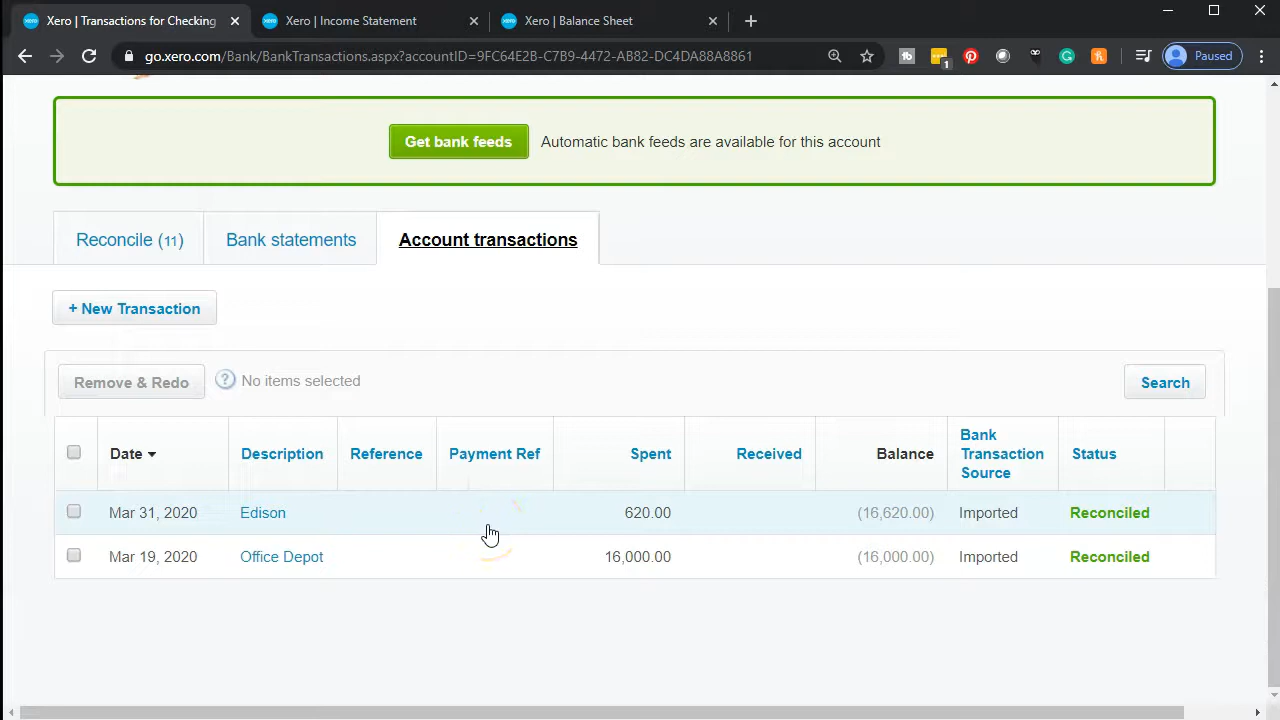 xero Xero | Transactions for Checking
xero Xero | Income Statement
xero Xero | Balance Sheet
go.xero.com/Bank/BankTransactions.aspx?accountID=9FC64E2B-C7B9-4472-AB82-DC4DA88A8861
1
Paused
Get bank feeds Automatic bank feeds are available for this account
Reconcile (11) Bank statements Account transactions
+ New Transaction
Remove & Redo ? No items selected Search
Date Description Reference Payment Ref Spent Received Balance Bank Transaction Source Status
Mar 31, 2020 Edison 620.00 (16,620.00) Imported Reconciled
Mar 19, 2020 Office Depot 16,000.00 (16,000.00) Imported Reconciled